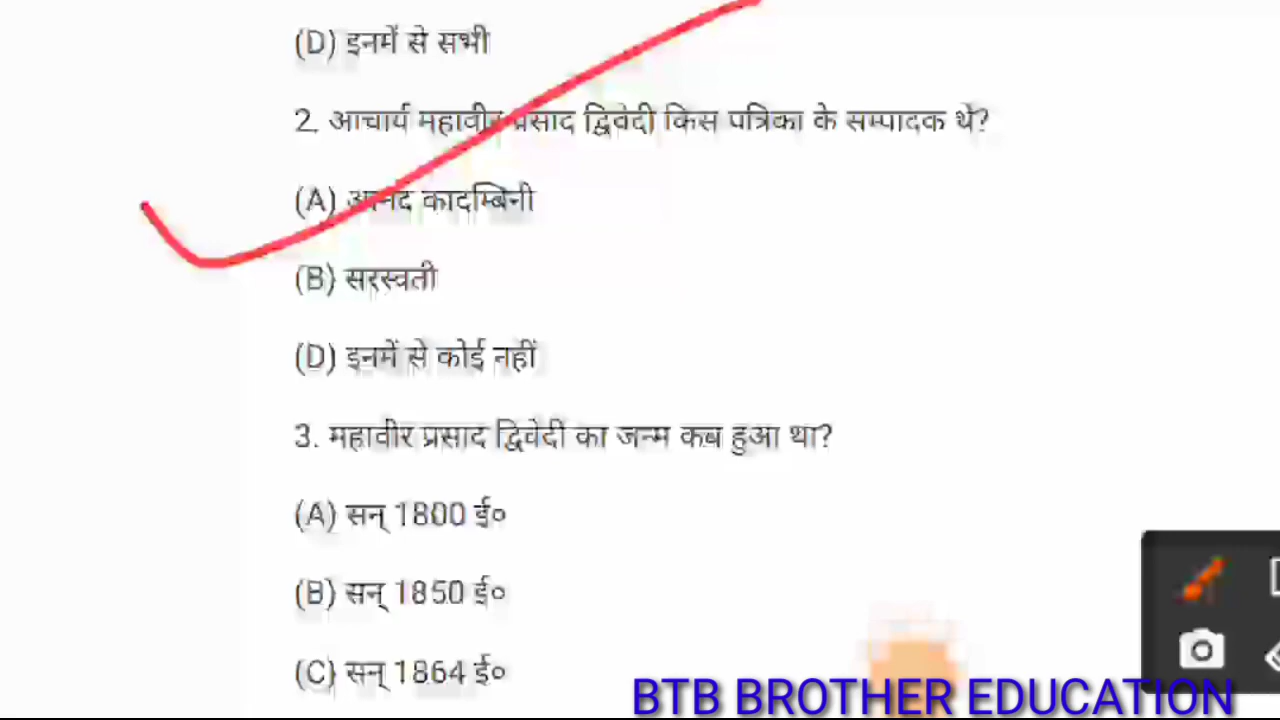 (D) इनमें से सभी
2. आचार्य महावीर प्रसाद द्विवेदी किस पत्रिका के सम्पादक थे?
(A) आनंद कादम्बिनी
(B) सरस्वती
(D) इनमें से कोई नहीं
3. महावीर प्रसाद द्विवेदी का जन्म कब हुआ था?
(A) सन् 1800 ई०
(B) सन् 1850 ई०
(C) सन् 1864 ई०
BTB BROTHER EDUCATION